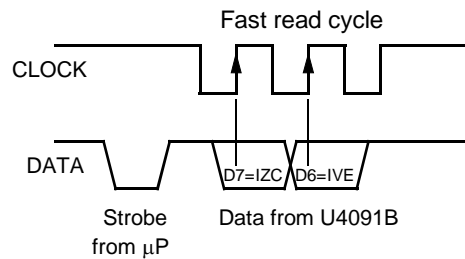 Fast read cycle
CLOCK
DATA
D7=IZC D6=IVE
Strobe Data from U4091B
from µP